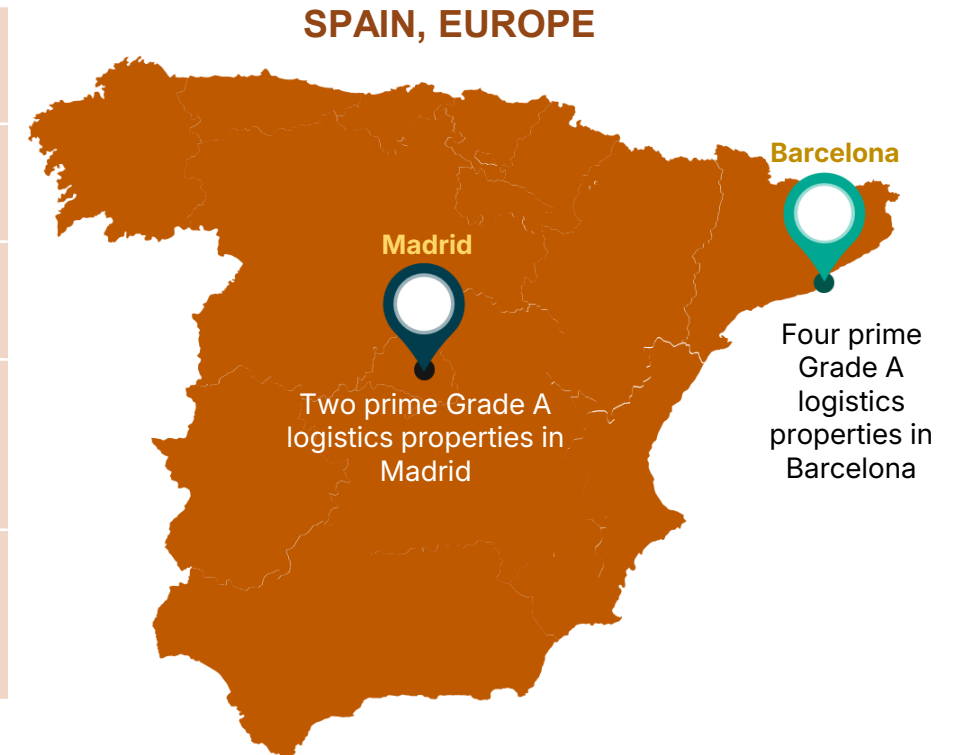 SPAIN, EUROPE
Barcelona
Madrid
Four prime
Grade A
logistics
properties in
Barcelona
Two prime Grade A
logistics properties in
Madrid